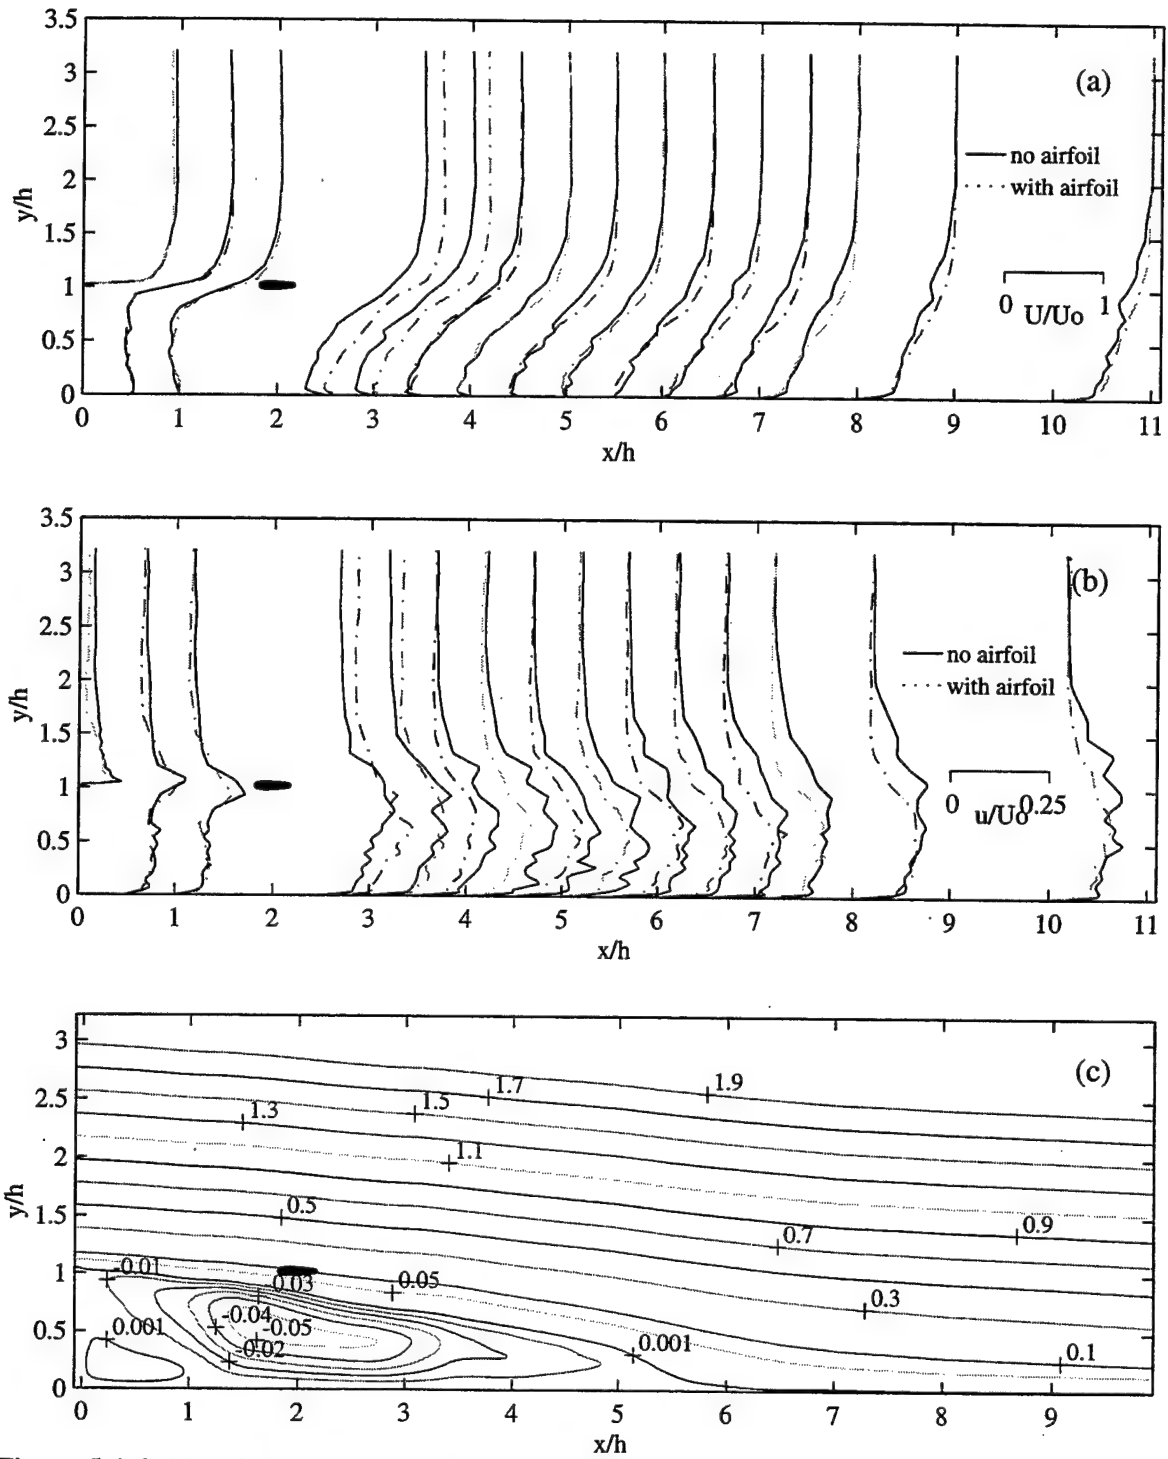 3.5
3
(a)
2.5
no airfoil
2
with airfoil
y/h
1.5
1
0 U/Uo 1
0.5
0
0 1 2 3 4 5 6 7 8 9 10 11
x/h
3.5
3
(b)
2.5
no airfoil
2
with airfoil
y/h
1.5
1
0 u/Uo 0.25
0.5
0
0 1 2 3 4 5 6 7 8 9 10 11
x/h
3
(c)
1.7 1.9
2.5
1.3 1.5
2
1.1
y/h
1.5
0.5 0.7 0.9
1
-0.01 -0.03 0.05
0.3
0.5
0.001 -0.04 -0.05 0.001
-0.02 0.1
0
0 1 2 3 4 5 6 7 8 9
x/h